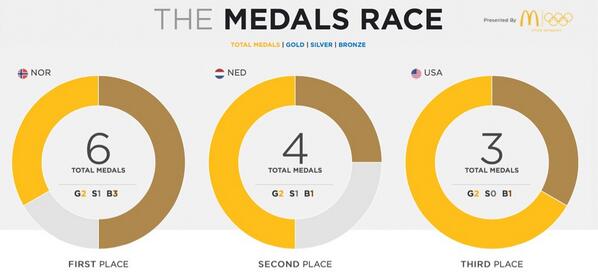 THE MEDALS RACE
Presented By
TOTAL MEDALS | GOLD | SILVER | BRONZE
NOR
6
TOTAL MEDALS
G2 S1 B3
FIRST PLACE
NED
4
TOTAL MEDALS
G2 S1 B1
SECOND PLACE
USA
3
TOTAL MEDALS
G2 S0 B1
THIRD PLACE